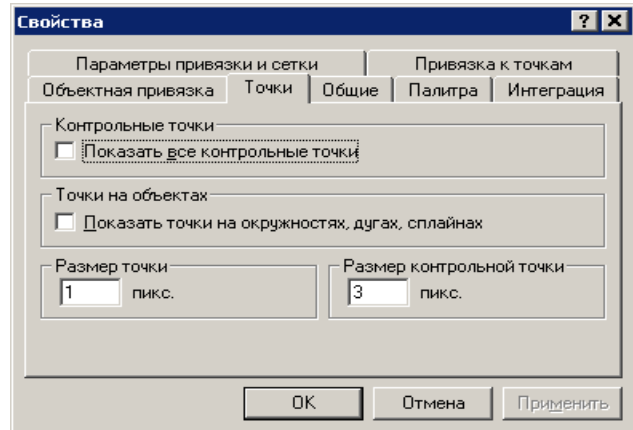 Свойства
Параметры привязки и сетки Привязка к точкам
Объектная привязка Точки Общие Палитра Интеграция
Контрольные точки
Показать все контрольные точки
Точки на объектах
Показать точки на окружностях, дугах, сплайнах
Размер точки Размер контрольной точки
1 пикс. 3 пикс.
OK Отмена Применить